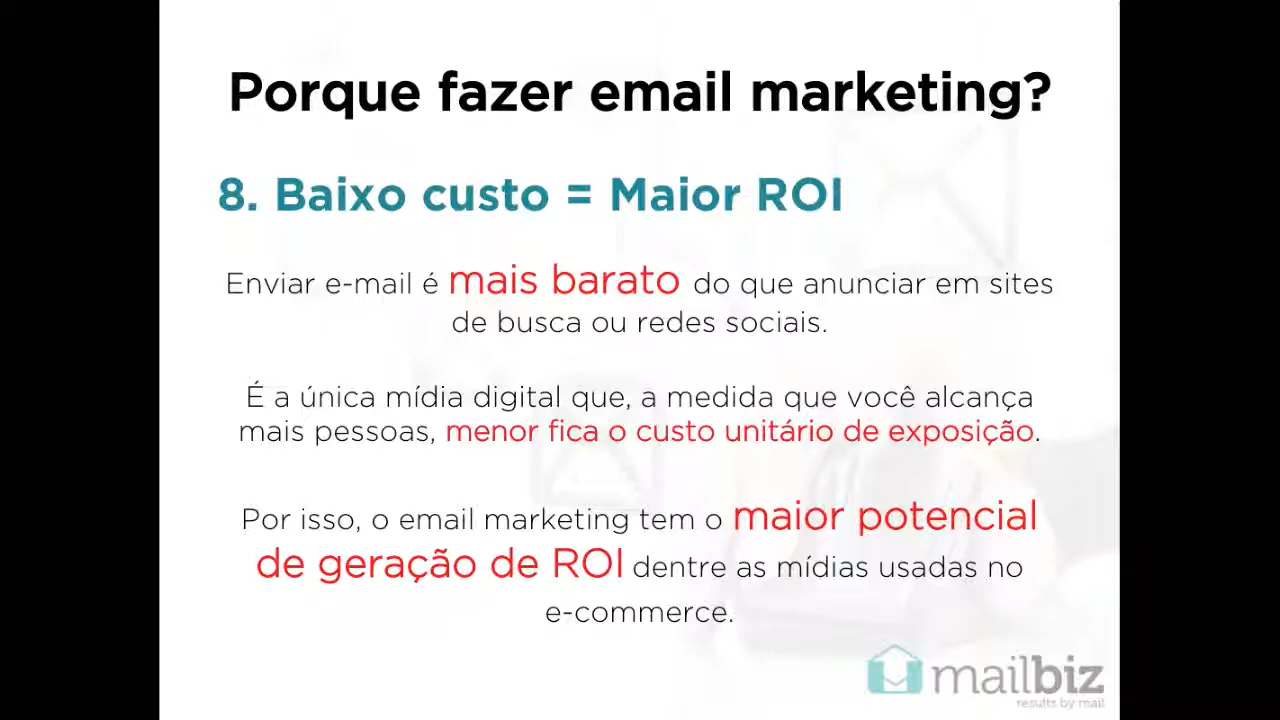 Porque fazer email marketing?
8. Baixo custo = Maior ROI
Enviar e-mail é mais barato do que anunciar em sites
de busca ou redes sociais.
É a única mídia digital que, a medida que você alcança
mais pessoas, menor fica o custo unitário de exposição.
Por isso, o email marketing tem o maior potencial
de geração de ROI dentre as mídias usadas no
e-commerce.
mailbiz
results by mail